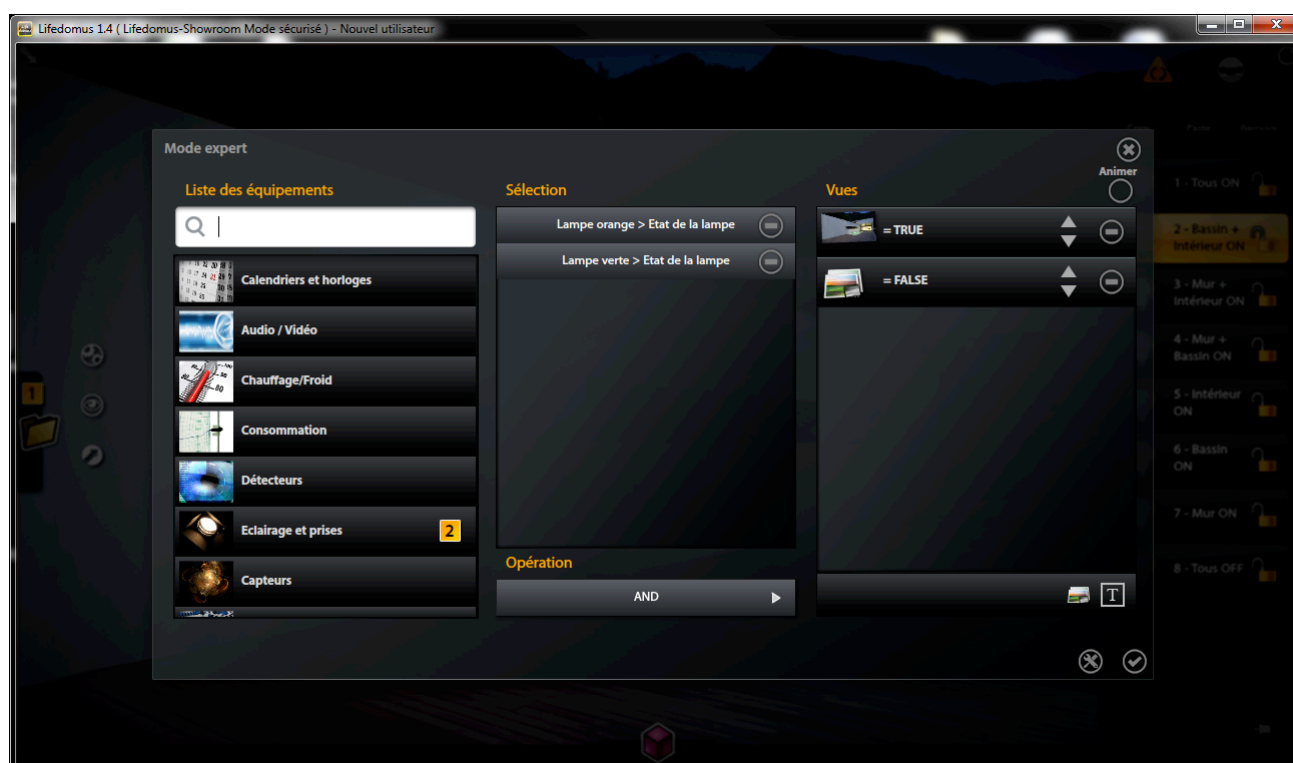 Lifedomus 1.4 ( Lifedomus-Showroom Mode sécurisé ) - Nouvel utilisateur
Mode expert
Animer
Liste des équipements
Sélection
Vues
Calendriers et horloges
Audio / Vidéo
Chauffage/Froid
Consommation
Détecteurs
Eclairage et prises
2
Capteurs
Lampe orange > Etat de la lampe
Lampe verte > Etat de la lampe
Opération
AND
= TRUE
= FALSE
T
1
1 - Tous ON
2 - Bassin +
Intérieur ON
3 - Mur +
Intérieur ON
4 - Mur +
Bassin ON
5 - Intérieur
ON
6 - Bassin
ON
7 - Mur ON
8 - Tous OFF